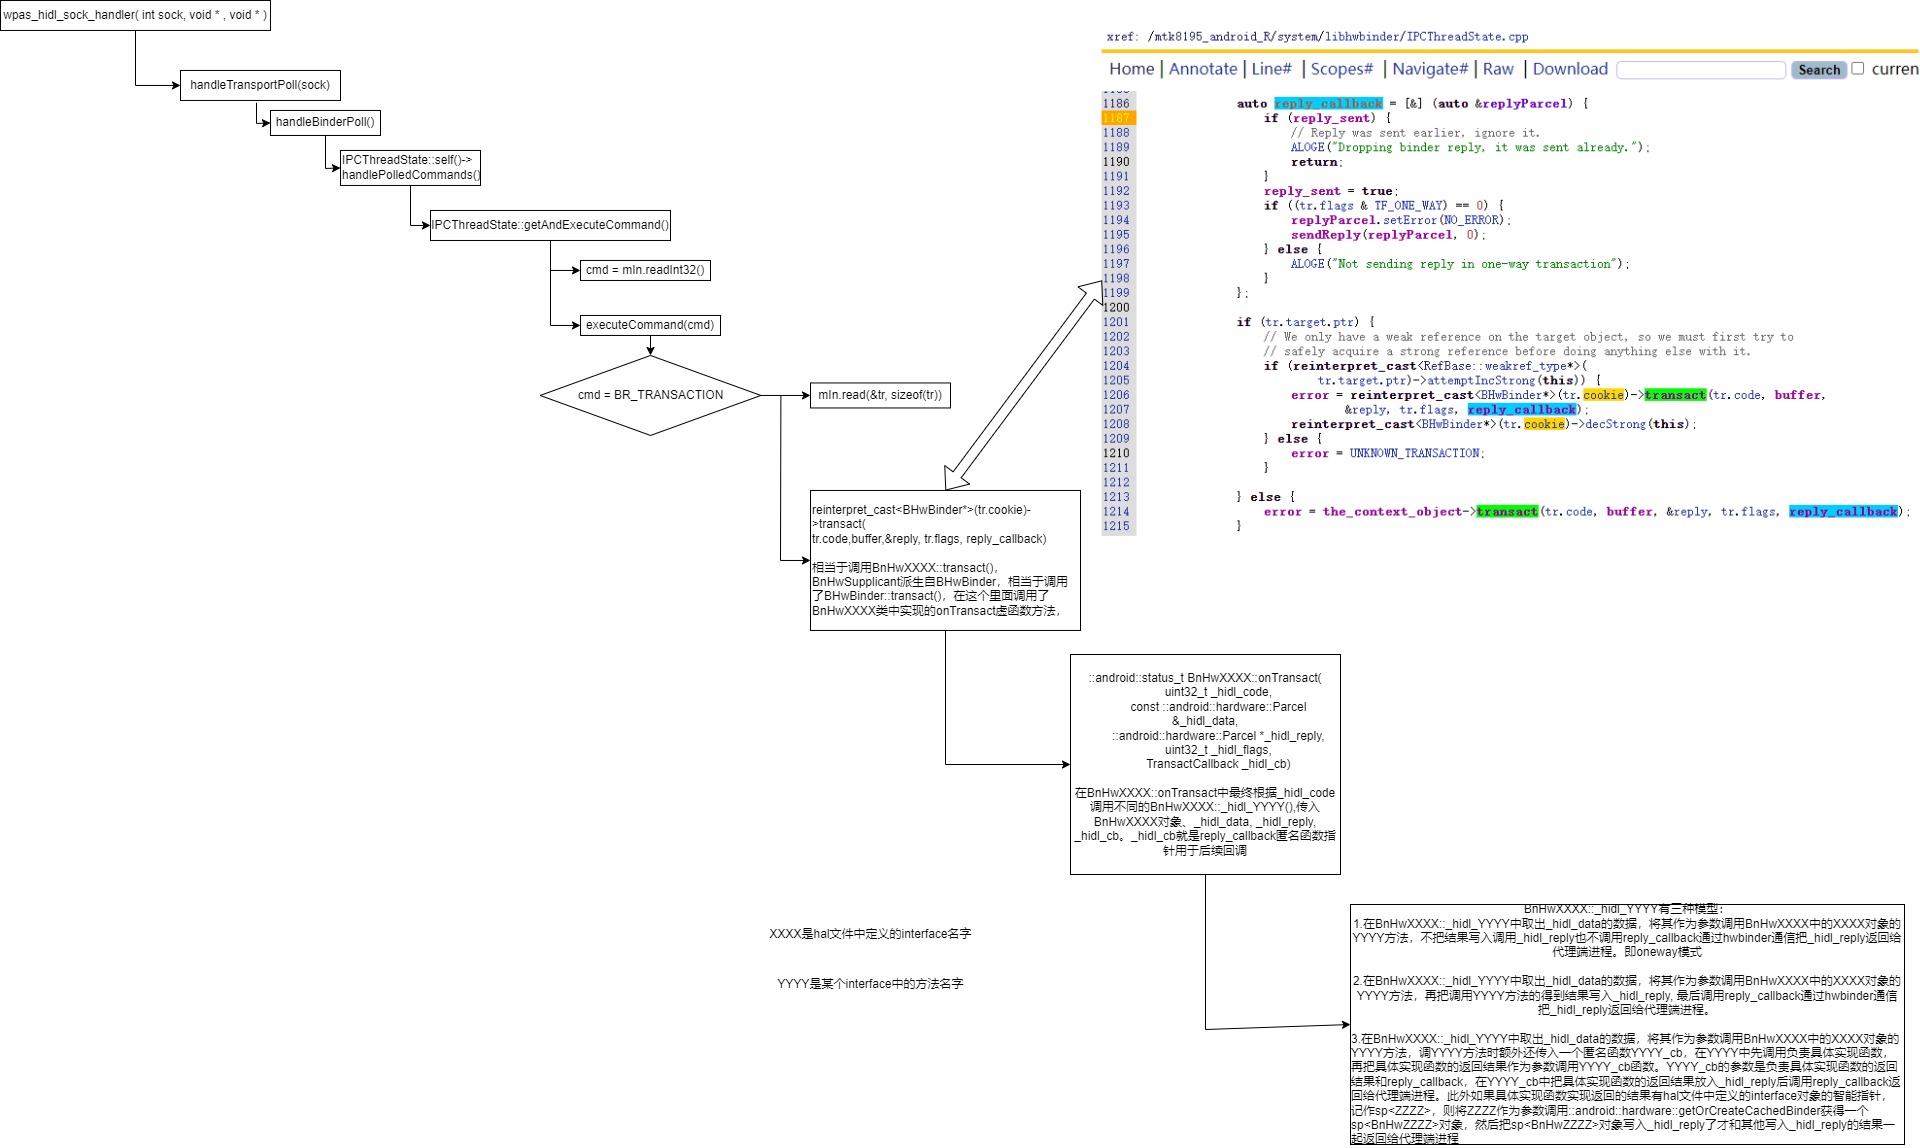 wpas_hidl_sock_handler( int sock, void * , void * )
handleTransportPoll(sock)
handleBinderPoll()
IPCThreadState::self()->
handlePolledCommands()
IPCThreadState::getAndExecuteCommand()
cmd = mIn.readInt32()
executeCommand(cmd)
cmd = BR_TRANSACTION
mIn.read(&tr, sizeof(tr))
reinterpret_cast<BHwBinder*>(tr.cookie)-
>transact(
tr.code,buffer,&reply, tr.flags, reply_callback)
相当于调用BnHwXXXX::transact(),
BnHwSupplicant派生自BHwBinder，相当于调用
了BHwBinder::transact()，在这个里面调用了
BnHwXXXX类中实现的onTransact虚函数方法，
xref: /mtk8195_android_R/system/libhwbinder/IPCThreadState.cpp
Home | Annotate | Line# | Scopes# | Navigate# | Raw | Download Search curren
1186 auto reply_callback = [&] (auto &replyParcel) {
1187 if (reply_sent) {
1188 // Reply was sent earlier, ignore it.
1189 ALOGE("Dropping binder reply, it was sent already.");
1190 return;
1191 }
1192 reply_sent = true;
1193 if ((tr.flags & TF_ONE_WAY) == 0) {
1194 replyParcel.setError(NO_ERROR);
1195 sendReply(replyParcel, 0);
1196 } else {
1197 ALOGE("Not sending reply in one-way transaction");
1198 }
1199 };
1200
1201 if (tr.target.ptr) {
1202 // We only have a weak reference on the target object, so we must first try to
1203 // safely acquire a strong reference before doing anything else with it.
1204 if (reinterpret_cast<RefBase::weakref_type*>(
1205 tr.target.ptr)->attemptIncStrong(this)) {
1206 error = reinterpret_cast<BHwBinder*>(tr.cookie)->transact(tr.code, buffer,
1207 &reply, tr.flags, reply_callback);
1208 reinterpret_cast<BHwBinder*>(tr.cookie)->decStrong(this);
1209 } else {
1210 error = UNKNOWN_TRANSACTION;
1211 }
1212
1213 } else {
1214 error = the_context_object->transact(tr.code, buffer, &reply, tr.flags, reply_callback);
1215 }
::android::status_t BnHwXXXX::onTransact(
uint32_t _hidl_code,
const ::android::hardware::Parcel
&_hidl_data,
::android::hardware::Parcel *_hidl_reply,
uint32_t _hidl_flags,
TransactCallback _hidl_cb)
在BnHwXXXX::onTransact中最终根据_hidl_code
调用不同的BnHwXXXX::_hidl_YYYY(),传入
BnHwXXXX对象、_hidl_data, _hidl_reply,
_hidl_cb。_hidl_cb就是reply_callback匿名函数指
针用于后续回调
XXXX是hal文件中定义的interface名字
YYYY是某个interface中的方法名字
BnHwXXXX::_hidl_YYYY有三种模型：
1.在BnHwXXXX::_hidl_YYYY中取出_hidl_data的数据，将其作为参数调用BnHwXXXX中的XXXX对象的
YYYY方法，不把结果写入调用_hidl_reply也不调用reply_callback通过hwbinder通信把_hidl_reply返回给
代理端进程。即oneway模式
2.在BnHwXXXX::_hidl_YYYY中取出_hidl_data的数据，将其作为参数调用BnHwXXXX中的XXXX对象的
YYYY方法，再把调用YYYY方法的得到结果写入_hidl_reply, 最后调用reply_callback通过hwbinder通信
把_hidl_reply返回给代理端进程。
3.在BnHwXXXX::_hidl_YYYY中取出_hidl_data的数据，将其作为参数调用BnHwXXXX中的XXXX对象的
YYYY方法，调YYYY方法时额外还传入一个匿名函数YYYY_cb，在YYYY中先调用负责具体实现函数，
再把具体实现函数的返回结果作为参数调用YYYY_cb函数。YYYY_cb的参数是负责具体实现函数的返回
结果和reply_callback，在YYYY_cb中把具体实现函数的返回结果放入_hidl_reply后调用reply_callback返
回给代理端进程。此外如果具体实现函数实现返回的结果有hal文件中定义的interface对象的智能指针，
记作sp<ZZZZ>，则将ZZZZ作为参数调用::android::hardware::getOrCreateCachedBinder获得一个
sp<BnHwZZZZ>对象，然后把sp<BnHwZZZZ>对象写入_hidl_reply了才和其他写入_hidl_reply的结果一
起返回给代理端进程